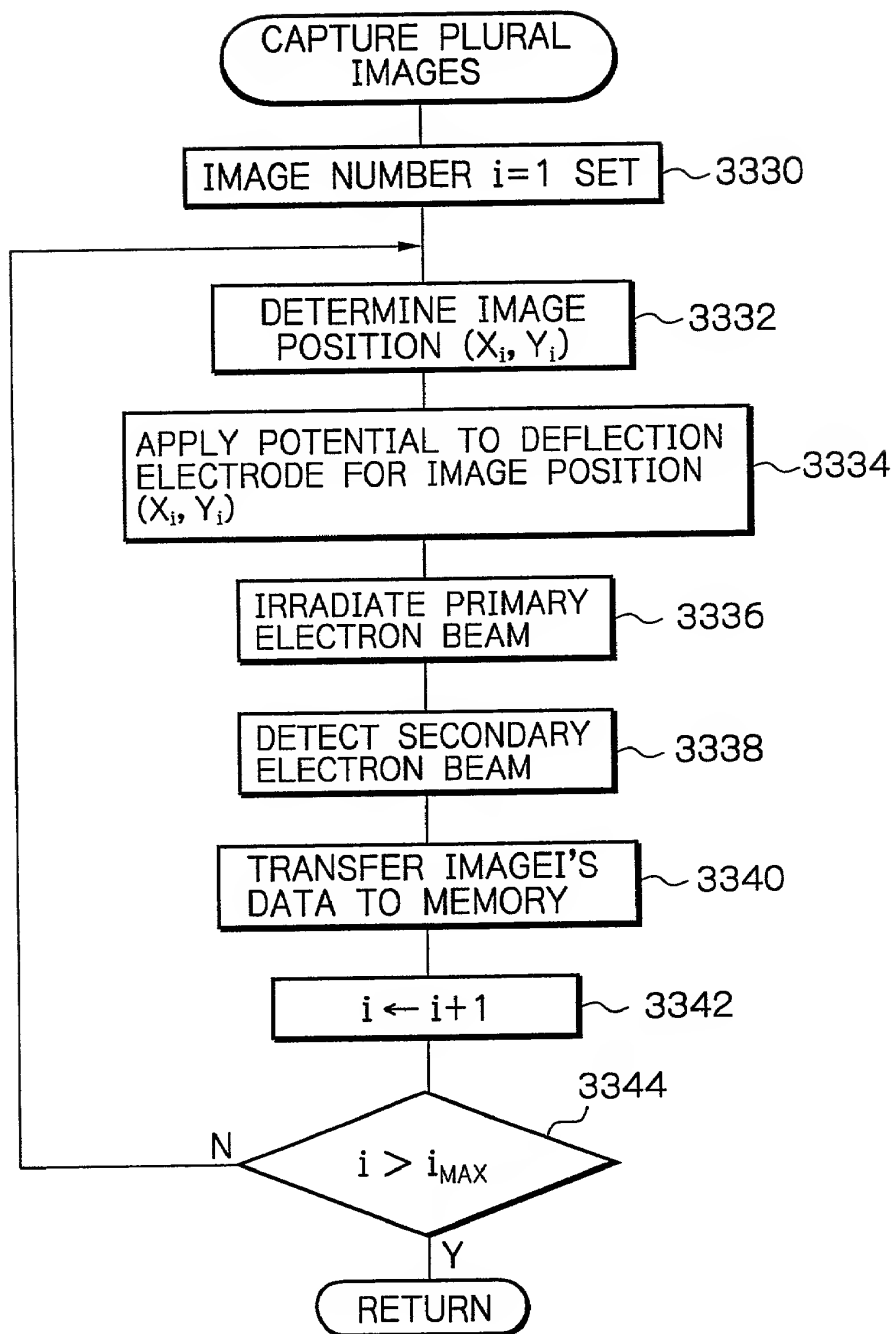 CAPTURE PLURAL
IMAGES
IMAGE NUMBER i=1 SET
3330
DETERMINE IMAGE
POSITION (Xi, Yi)
3332
APPLY POTENTIAL TO DEFLECTION
ELECTRODE FOR IMAGE POSITION
(Xi, Yi)
3334
IRRADIATE PRIMARY
ELECTRON BEAM
3336
DETECT SECONDARY
ELECTRON BEAM
3338
TRANSFER IMAGEI'S
DATA TO MEMORY
3340
i ← i+1
3342
3344
N
i > iMAX
Y
RETURN